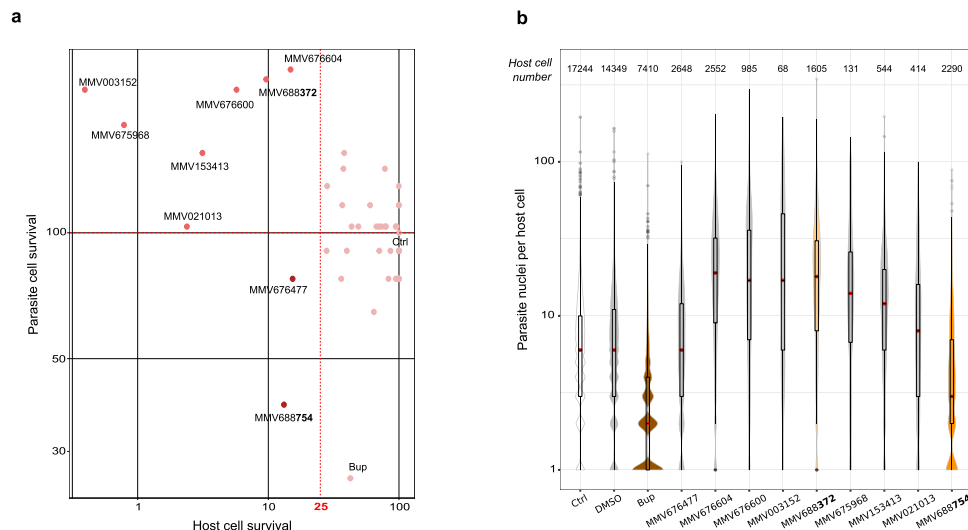 a
MMV676604
MMV003152
MMV688372
MMV676600
MMV675968
MMV153413
MMV021013
100
Ctrl
MMV676477
Parasite cell survival
50
MMV688754
30
Bup
1
10
25
100
Host cell survival
b
Host cell number
17244 14349 7410 2648 2552 985 68 1605 131 544 414 2290
100
Parasite nuclei per host cell
10
1
Ctrl
DMSO
Bup
MMV676477
MMV676604
MMV676600
MMV003152
MMV688372
MMV675968
MMV153413
MMV021013
MMV688754